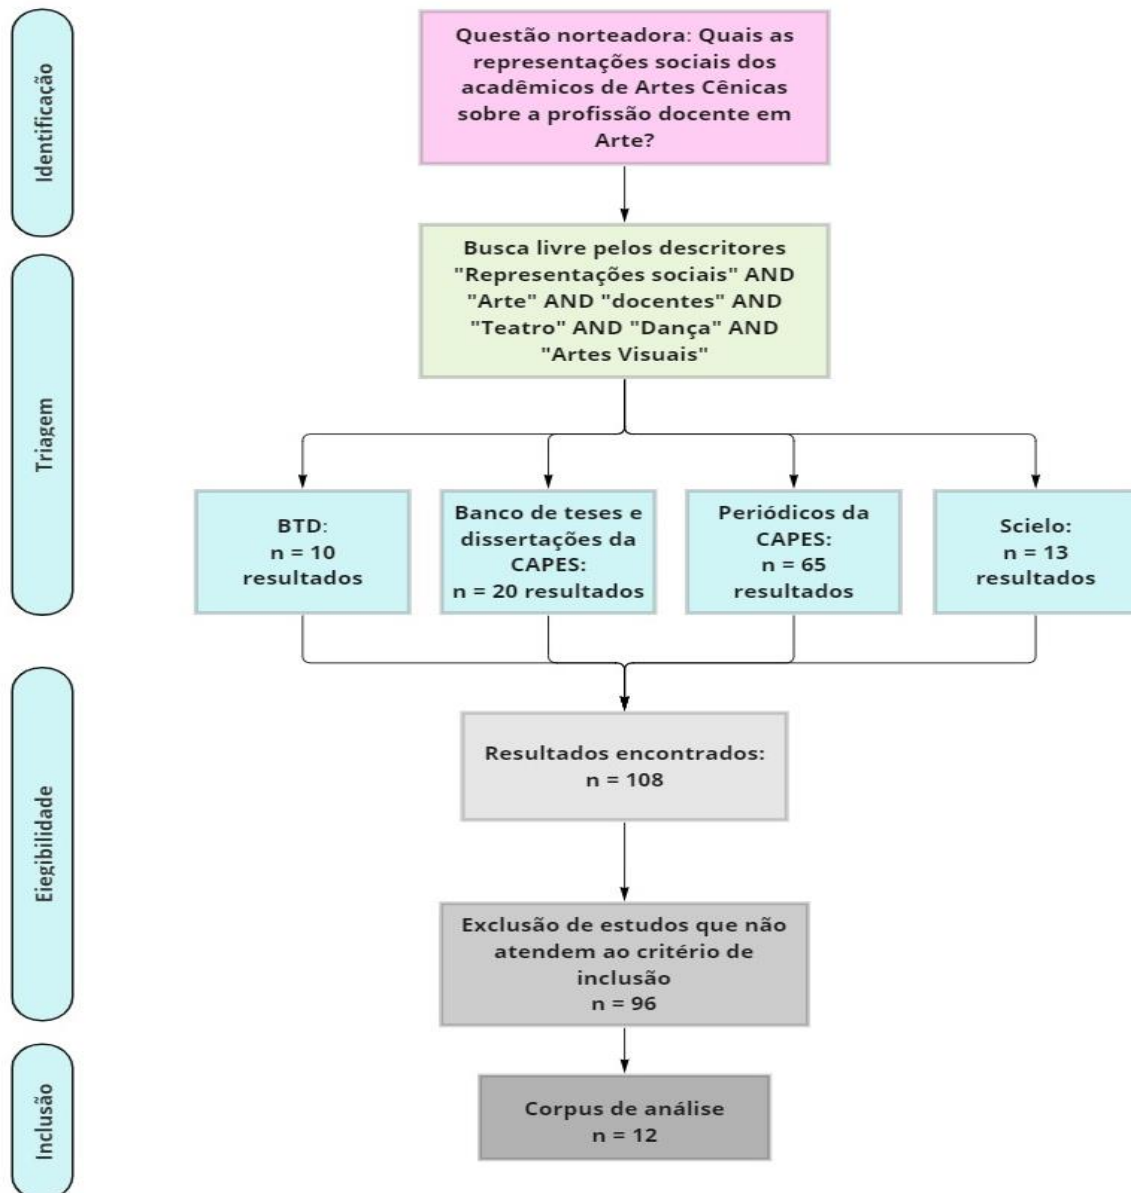 Identificação
Questão norteadora: Quais as
representações sociais dos
acadêmicos de Artes Cênicas
sobre a profissão docente em
Arte?
Triagem
Busca livre pelos descritores
"Representações sociais" AND
"Arte" AND "docentes" AND
"Teatro" AND "Dança" AND
"Artes Visuais"
BTD:
n = 10
resultados
Banco de teses e
dissertações da
CAPES:
n = 20 resultados
Periódicos da
CAPES:
n = 65
resultados
Scielo:
n = 13
resultados
Eiegibilidade
Resultados encontrados:
n = 108
Exclusão de estudos que não
atendem ao critério de
inclusão
n = 96
Inclusão
Corpus de análise
n = 12